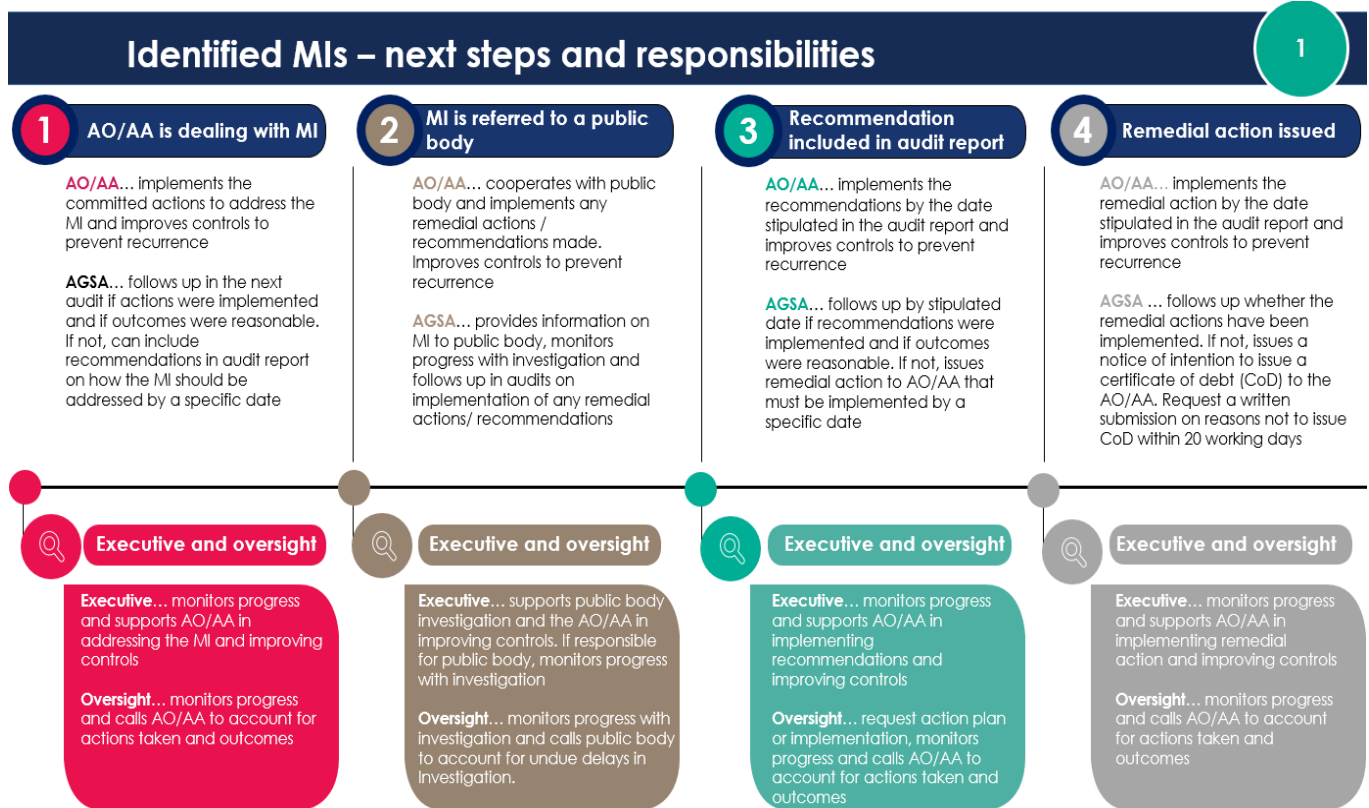 Identified MIs – next steps and responsibilities
1
1
AO/AA is dealing with MI
AO/AA... implements the
committed actions to address the
MI and improves controls to
prevent recurrence
AGSA... follows up in the next
audit if actions were implemented
and if outcomes were reasonable.
If not, can include
recommendations in audit report
on how the MI should be
addressed by a specific date
2
MI is referred to a public
body
AO/AA... cooperates with public
body and implements any
remedial actions /
recommendations made.
Improves controls to prevent
recurrence
AGSA... provides information on
MI to public body, monitors
progress with investigation and
follows up in audits on
implementation of any remedial
actions/ recommendations
3
Recommendation
included in audit report
AO/AA... implements the
recommendations by the date
stipulated in the audit report and
improves controls to prevent
recurrence
AGSA... follows up by stipulated
date if recommendations were
implemented and if outcomes
were reasonable. If not, issues
remedial action to AO/AA that
must be implemented by a
specific date
4
Remedial action issued
AO/AA... implements the
remedial action by the date
stipulated in the audit report and
improves controls to prevent
recurrence
AGSA ... follows up whether the
remedial actions have been
implemented. If not, issues a
notice of intention to issue a
certificate of debt (CoD) to the
AO/AA. Request a written
submission on reasons not to issue
CoD within 20 working days
Executive and oversight
Executive... monitors progress
and supports AO/AA in
addressing the MI and improving
controls
Oversight... monitors progress
and calls AO/AA to account for
actions taken and outcomes
Executive and oversight
Executive... supports public body
investigation and the AO/AA in
improving controls. If responsible
for public body, monitors progress
with investigation
Oversight... monitors progress with
investigation and calls public body
to account for undue delays in
Investigation.
Executive and oversight
Executive... monitors progress
and supports AO/AA in
implementing
recommendations and
improving controls
Oversight... request action plan
or implementation, monitors
progress and calls AO/AA to
account for actions taken and
outcomes
Executive and oversight
Executive... monitors progress
and supports AO/AA in
implementing remedial
action and improving controls
Oversight... monitors progress
and calls AO/AA to account
for actions taken and
outcomes